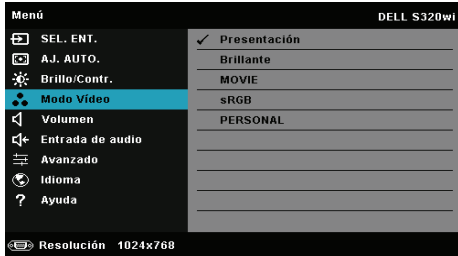 Menú DELL S320wi
SEL. ENT.
AJ. AUTO.
Brillo/Contr.
Modo Vídeo
Volumen
Entrada de audio
Avanzado
Idioma
? Ayuda
✓ Presentación
Brillante
MOVIE
sRGB
PERSONAL
Resolución 1024x768